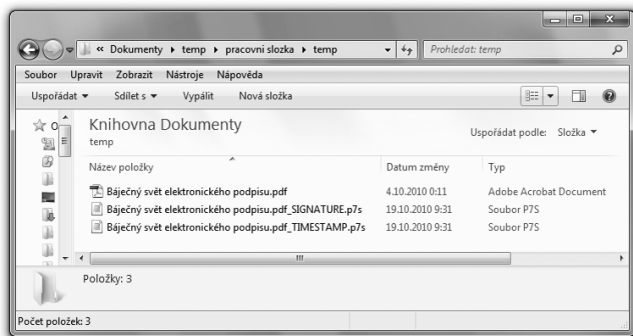 « Dokumenty ▸ temp ▸ pracovni slozka ▸ temp
Prohledat: temp
Soubor Upravit Zobrazit Nástroje Nápověda
Uspořádat Sdílet s Vypálit Nová složka
Knihovna Dokumenty
temp
Uspořádat podle: Složka
Název položky Datum změny Typ
Báječný svět elektronického podpisu.pdf 4.10.2010 0:11 Adobe Acrobat Document
Báječný svět elektronického podpisu.pdf_SIGNATURE.p7s 19.10.2010 9:31 Soubor P7S
Báječný svět elektronického podpisu.pdf_TIMESTAMP.p7s 19.10.2010 9:31 Soubor P7S
Položky: 3
Počet položek: 3